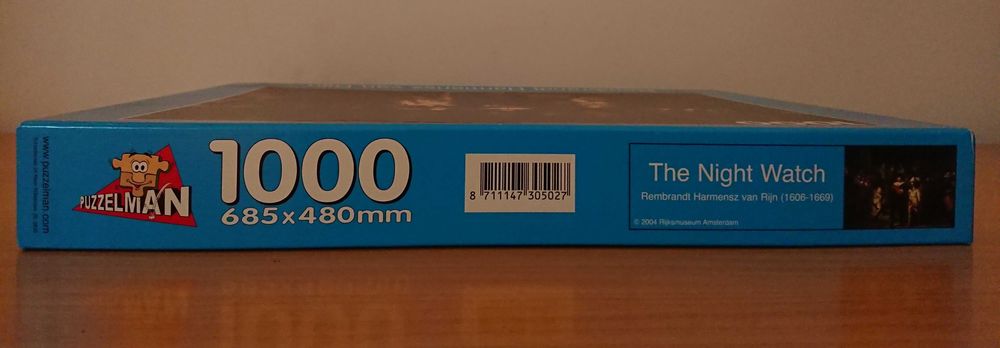 www.puzzelman.com
PUZZELMAN
1000
685x480mm
8 711147 305027
The Night Watch
Rembrandt Harmensz van Rijn (1606-1669)
© 2004 Rijksmuseum Amsterdam